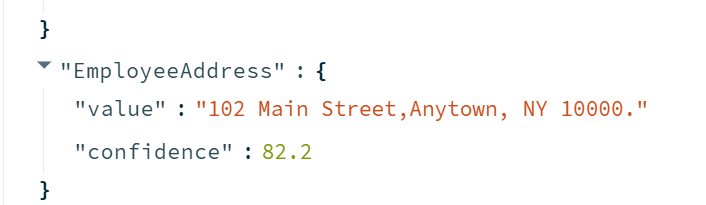 }
"EmployeeAddress" : {
"value" : "102 Main Street,Anytown, NY 10000."
"confidence" : 82.2
}